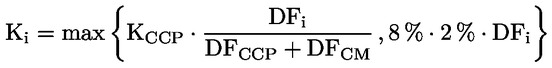 K_i = max { K_CCP · DF_i / (DF_CCP + DF_CM) , 8 % · 2 % · DF_i }